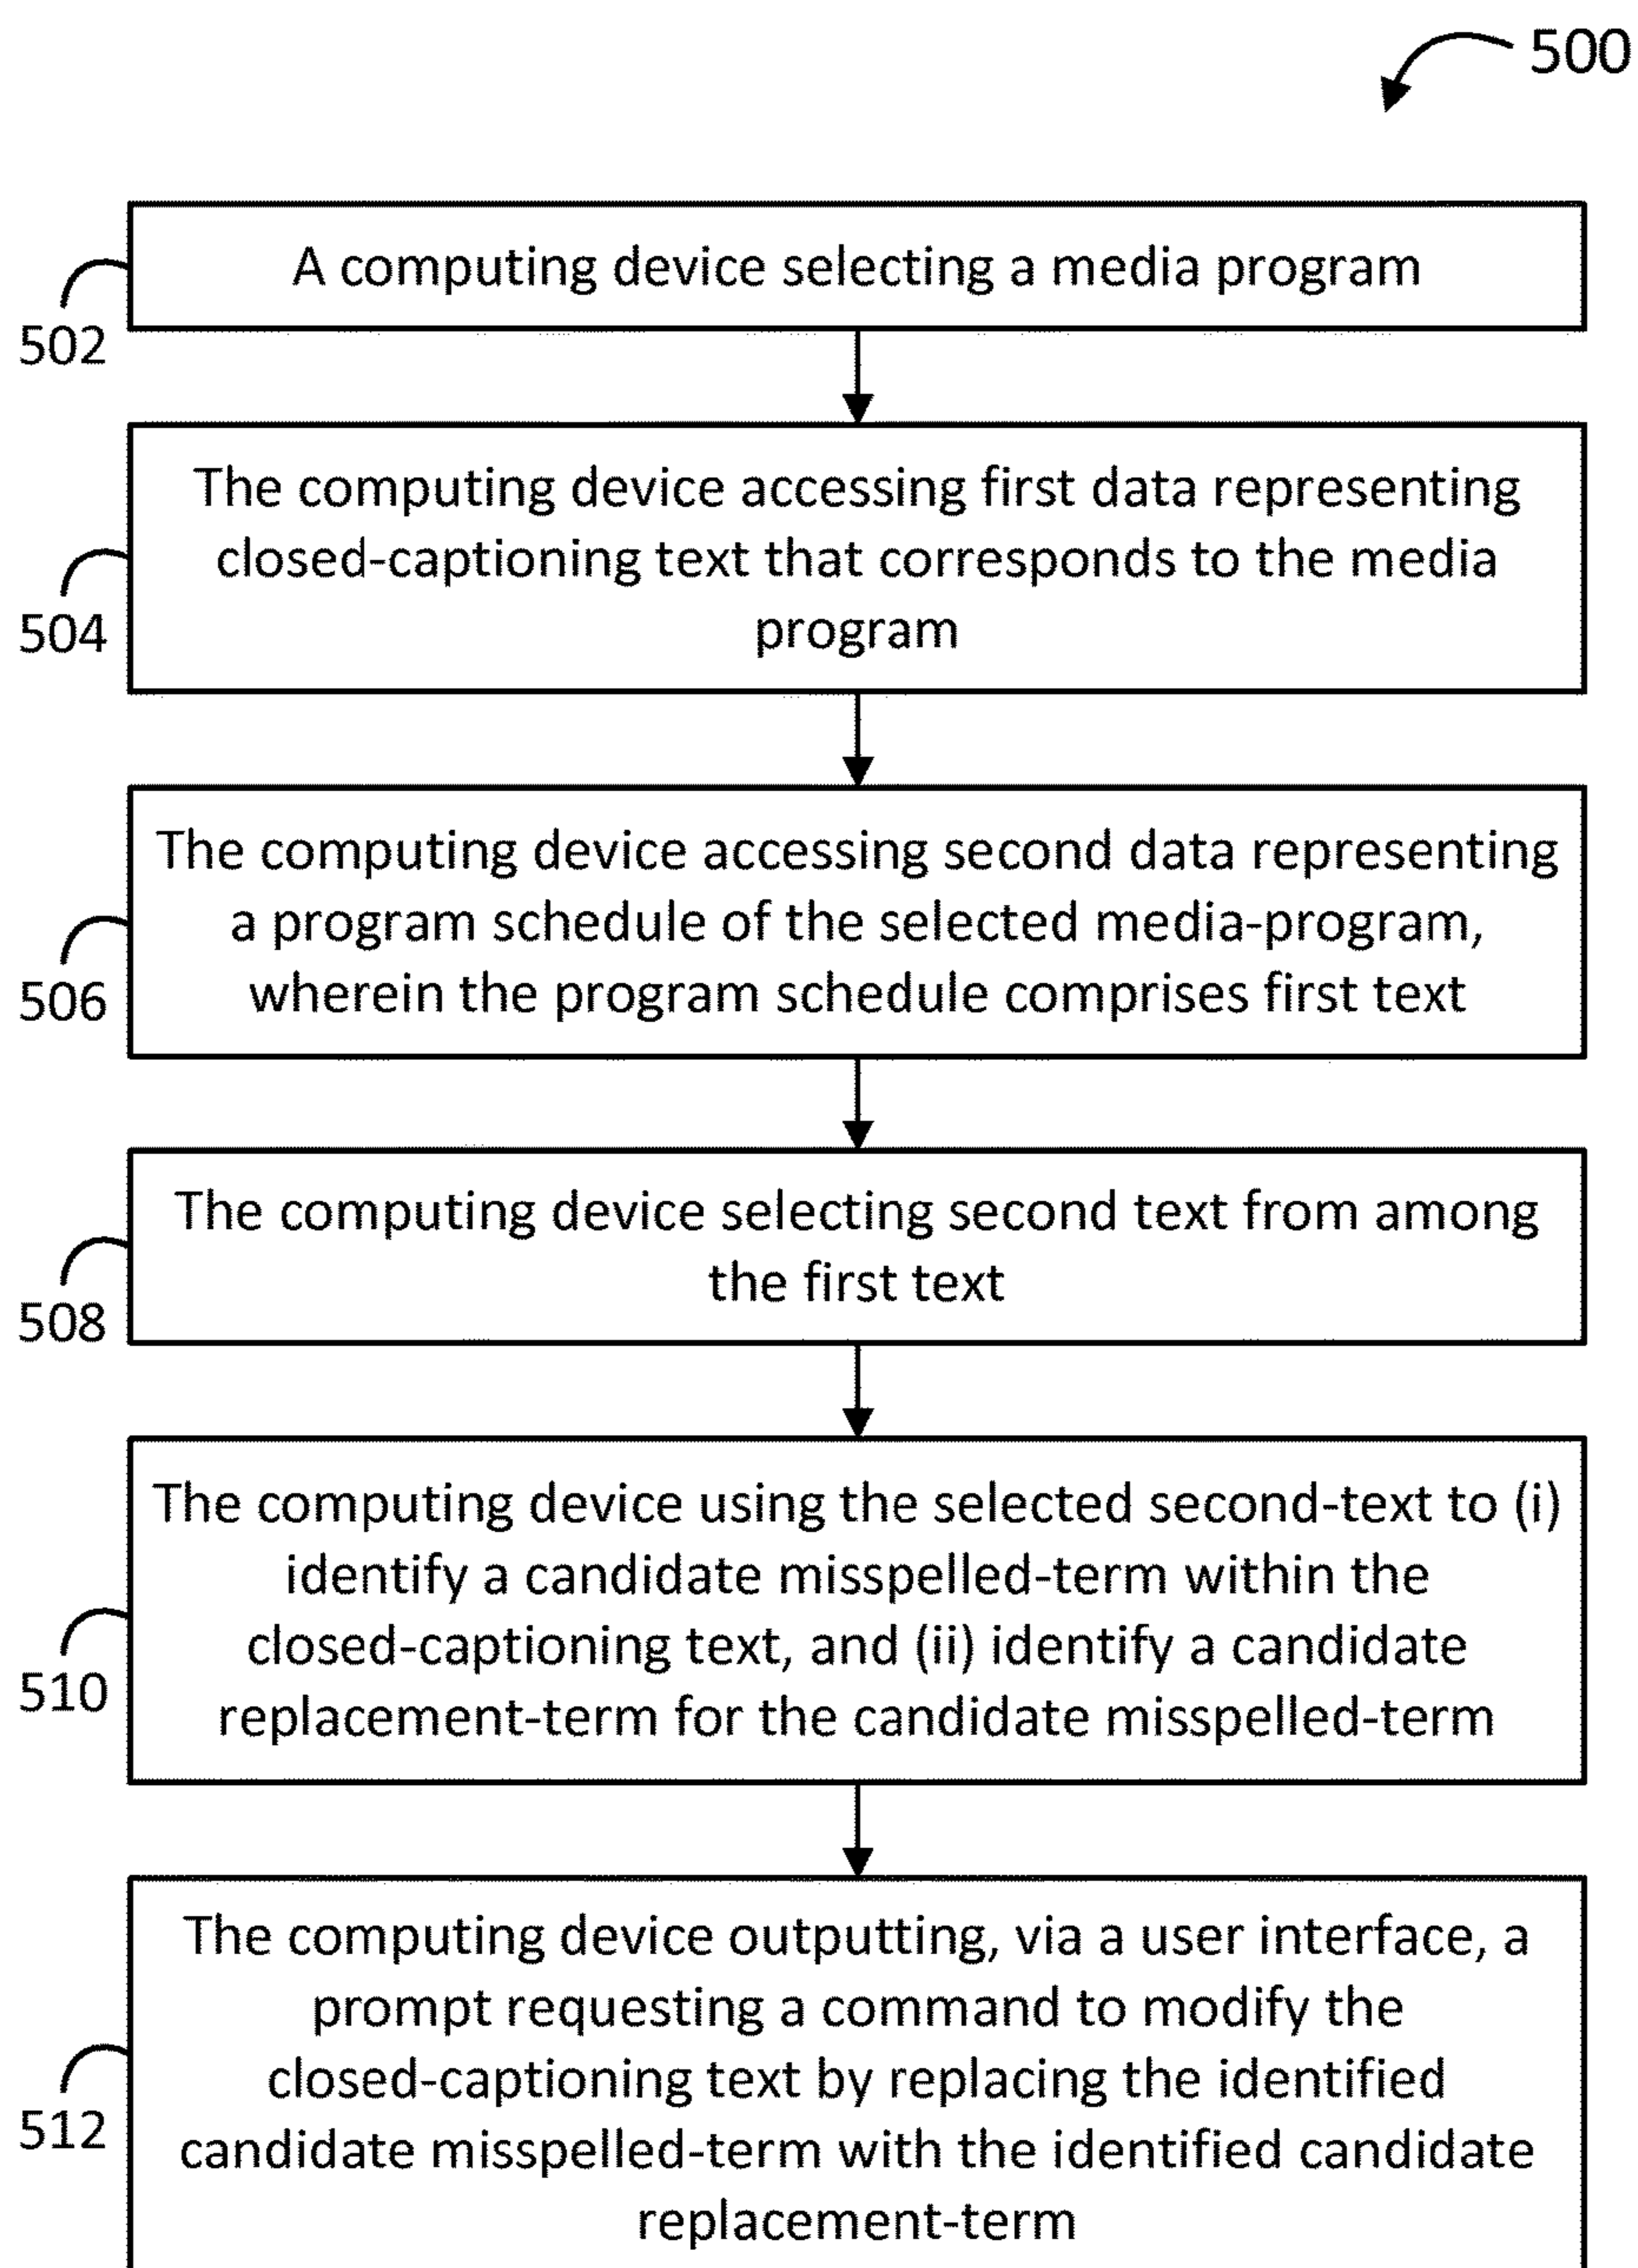 500
A computing device selecting a media program
502
The computing device accessing first data representing
closed-captioning text that corresponds to the media
program
504
The computing device accessing second data representing
a program schedule of the selected media-program,
wherein the program schedule comprises first text
506
The computing device selecting second text from among
the first text
508
The computing device using the selected second-text to (i)
identify a candidate misspelled-term within the
closed-captioning text, and (ii) identify a candidate
replacement-term for the candidate misspelled-term
510
The computing device outputting, via a user interface, a
prompt requesting a command to modify the
closed-captioning text by replacing the identified
candidate misspelled-term with the identified candidate
replacement-term
512